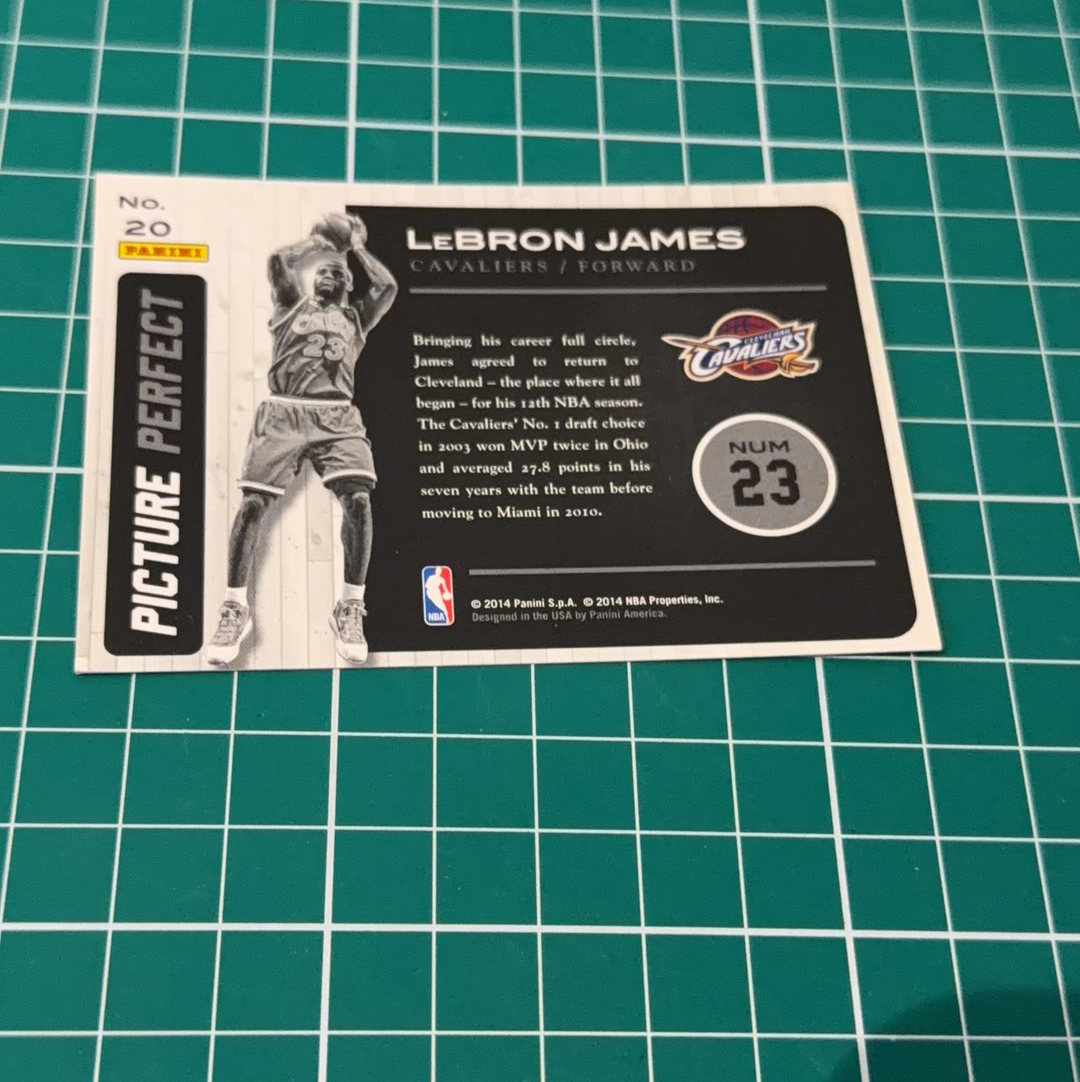 No.
20
PANINI
PICTURE PERFECT
CAVS
23
LeBRON JAMES
CAVALIERS / FORWARD
Bringing his career full circle,
James agreed to return to
Cleveland – the place where it all
began – for his 12th NBA season.
The Cavaliers' No. 1 draft choice
in 2003 won MVP twice in Ohio
and averaged 27.8 points in his
seven years with the team before
moving to Miami in 2010.
CLEVELAND
CAVALIERS
NUM
23
NBA
© 2014 Panini S.p.A. © 2014 NBA Properties, Inc.
Designed in the USA by Panini America.